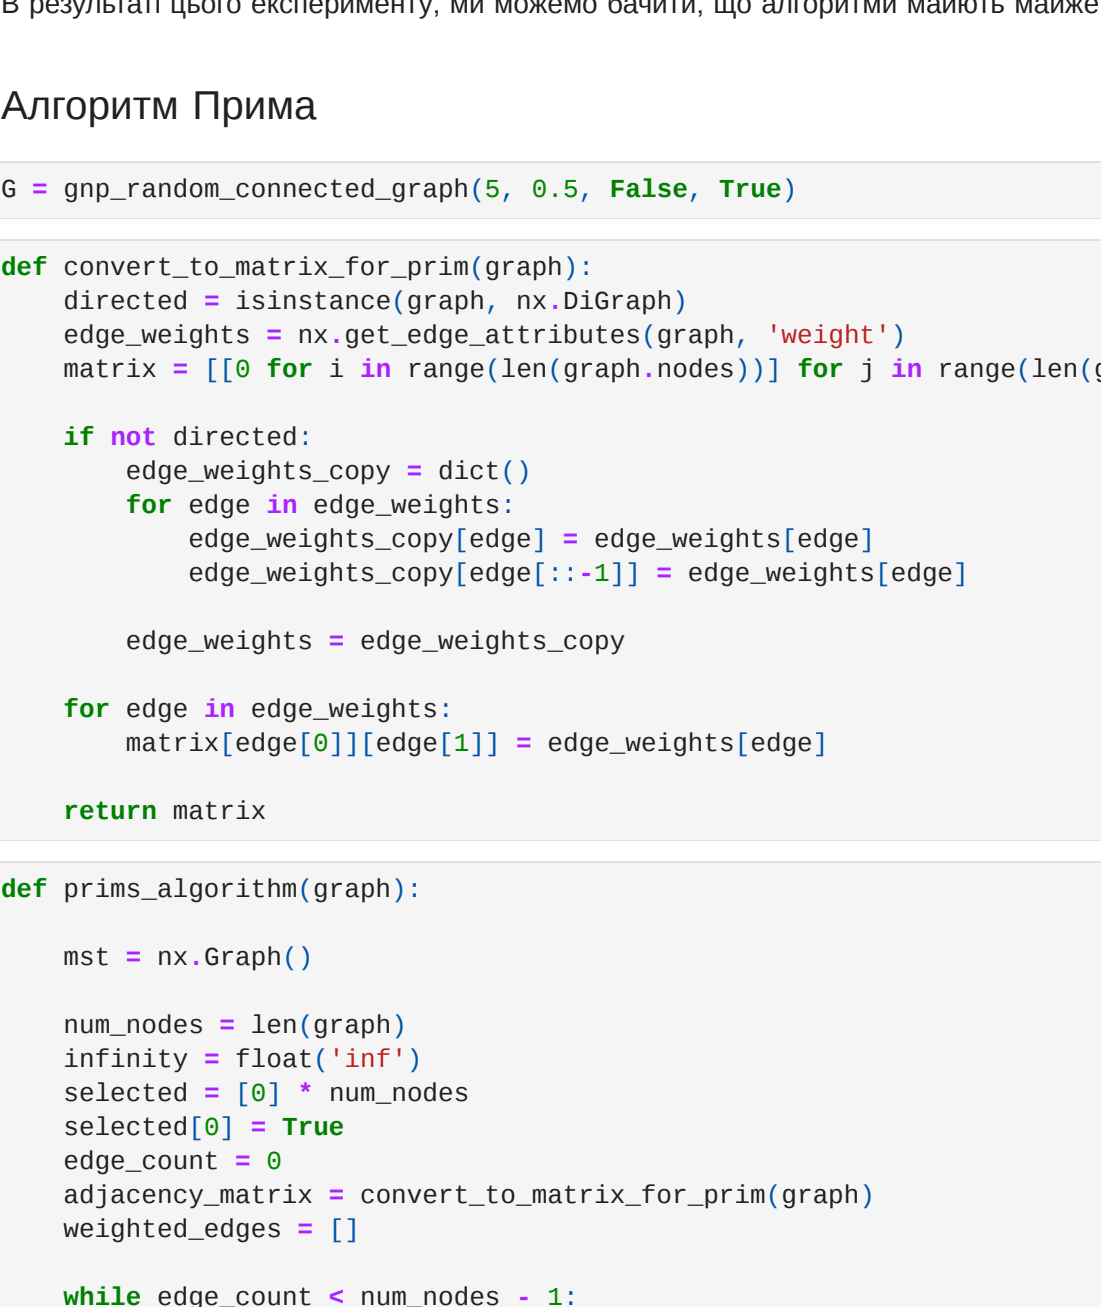 В результаті цього експерименту, ми можемо бачити, що алгоритми майють майже
Алгоритм Прима
G = gnp_random_connected_graph(5, 0.5, False, True)
def convert_to_matrix_for_prim(graph):
    directed = isinstance(graph, nx.DiGraph)
    edge_weights = nx.get_edge_attributes(graph, 'weight')
    matrix = [[0 for i in range(len(graph.nodes))] for j in range(len(g
    if not directed:
        edge_weights_copy = dict()
        for edge in edge_weights:
            edge_weights_copy[edge] = edge_weights[edge]
            edge_weights_copy[edge[::-1]] = edge_weights[edge]
        edge_weights = edge_weights_copy
    for edge in edge_weights:
        matrix[edge[0]][edge[1]] = edge_weights[edge]
    return matrix
def prims_algorithm(graph):
    mst = nx.Graph()
    num_nodes = len(graph)
    infinity = float('inf')
    selected = [0] * num_nodes
    selected[0] = True
    edge_count = 0
    adjacency_matrix = convert_to_matrix_for_prim(graph)
    weighted_edges = []
    while edge_count < num_nodes - 1: